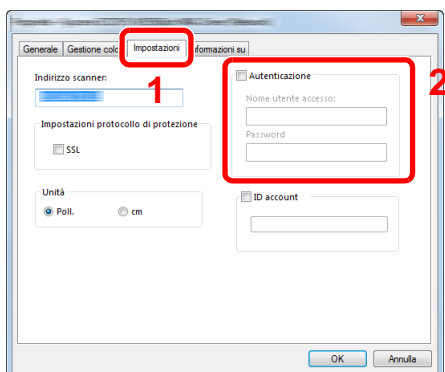 Generale Gestione colo Impostazioni nformazioni su
1
2
Indirizzo scanner:
Autenticazione
Nome utente accesso:
Password
Impostazioni protocollo di protezione
SSL
Unità
Poll. cm
ID account
OK Annulla